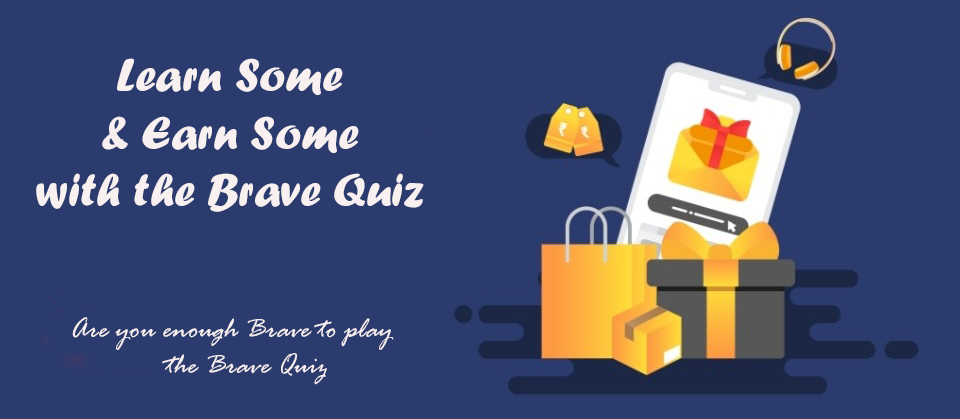 Learn Some
& Earn Some
with the Brave Quiz
Are you enough Brave to play
the Brave Quiz
₹ ₹